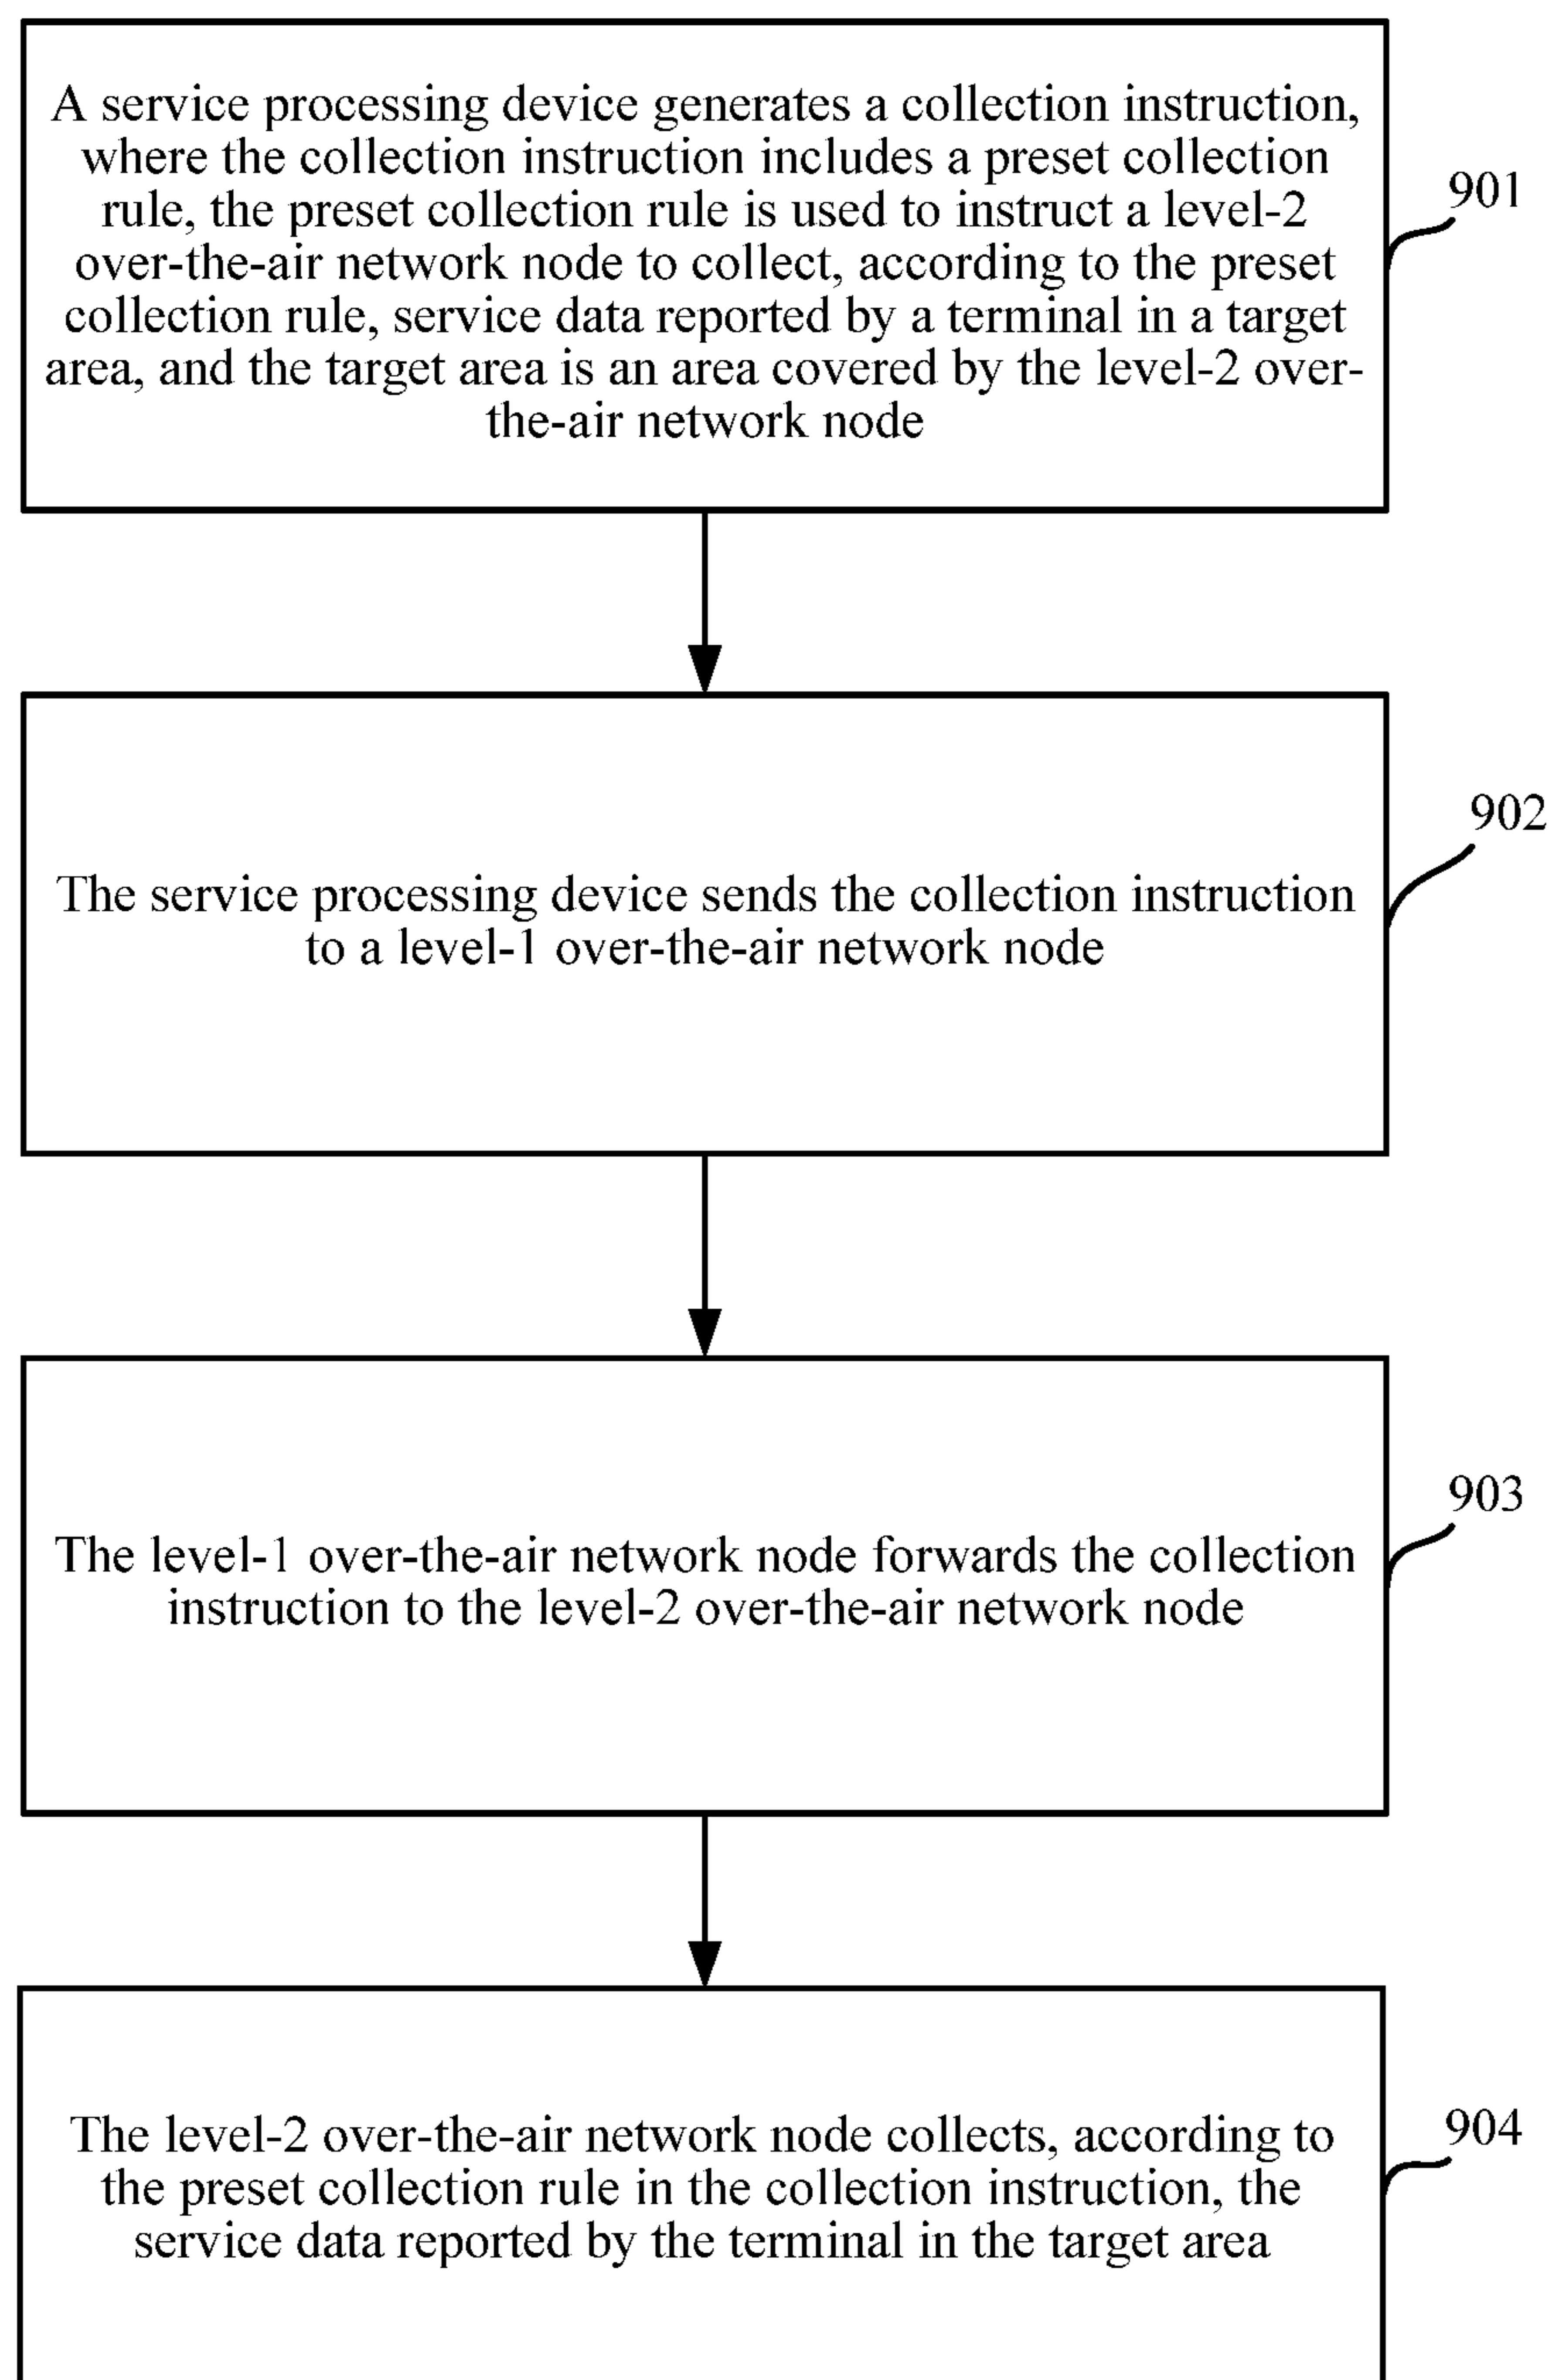 A service processing device generates a collection instruction,
where the collection instruction includes a preset collection
rule, the preset collection rule is used to instruct a level-2
over-the-air network node to collect, according to the preset
collection rule, service data reported by a terminal in a target
area, and the target area is an area covered by the level-2 over-
the-air network node
901
The service processing device sends the collection instruction
to a level-1 over-the-air network node
902
The level-1 over-the-air network node forwards the collection
instruction to the level-2 over-the-air network node
903
The level-2 over-the-air network node collects, according to
the preset collection rule in the collection instruction, the
service data reported by the terminal in the target area
904